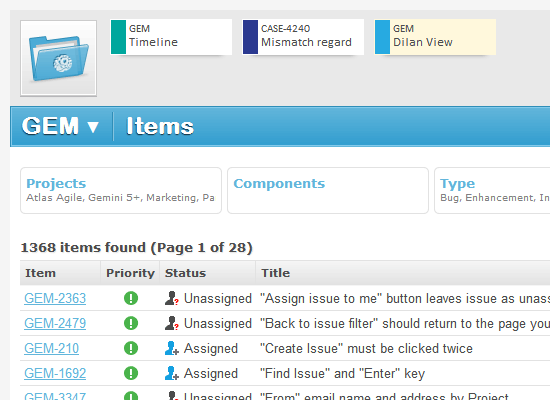 GEM
Timeline
CASE-4240
Mismatch regard
GEM
Dilan View
GEM ▼ Items
Projects
Atlas Agile, Gemini 5+, Marketing, Pa
Components
Type
Bug, Enhancement, In
1368 items found (Page 1 of 28)
Item Priority Status Title
GEM-2363 Unassigned "Assign issue to me" button leaves issue as unass
GEM-2479 Unassigned "Back to issue filter" should return to the page you
GEM-210 Assigned "Create Issue" must be clicked twice
GEM-1692 Assigned "Find Issue" and "Enter" key
GEM-3347 Unassigned "From" email name and address by Project